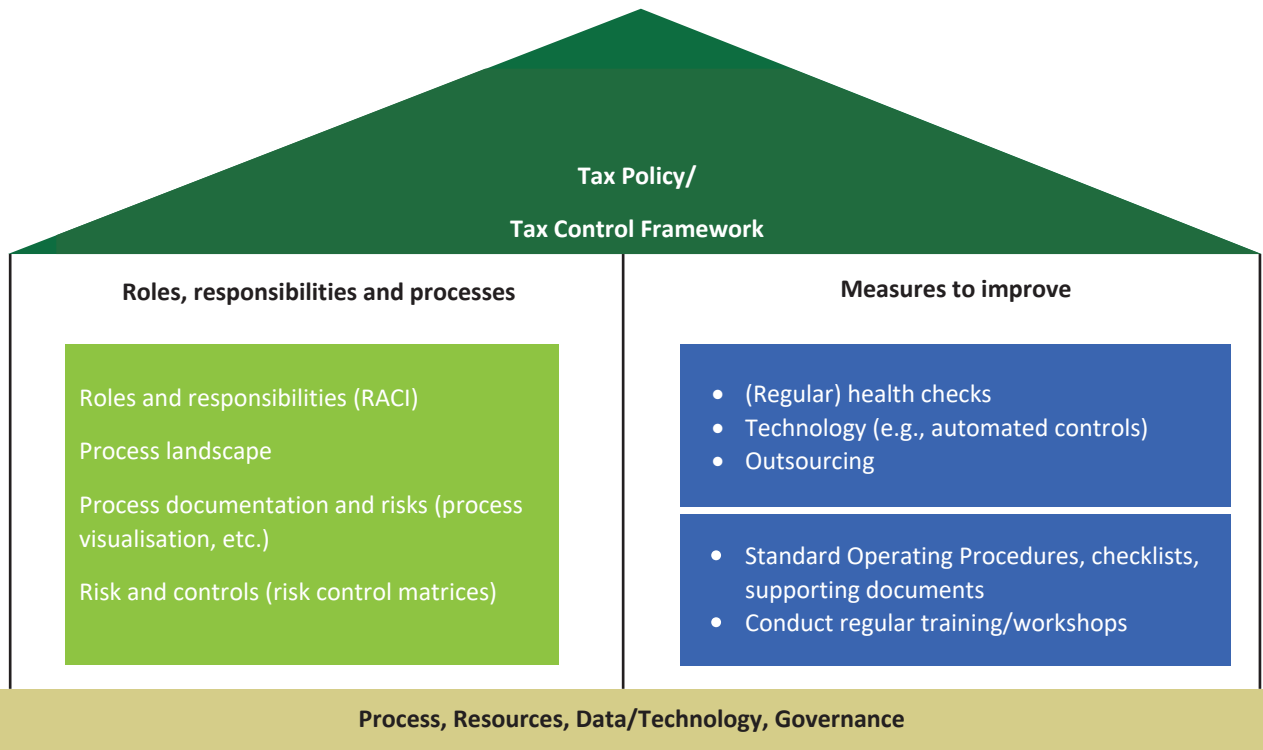 Tax Policy/
Tax Control Framework
Roles, responsibilities and processes
Roles and responsibilities (RACI)
Process landscape
Process documentation and risks (process
visualisation, etc.)
Risk and controls (risk control matrices)
Measures to improve
• (Regular) health checks
• Technology (e.g., automated controls)
• Outsourcing
• Standard Operating Procedures, checklists,
supporting documents
• Conduct regular training/workshops
Process, Resources, Data/Technology, Governance